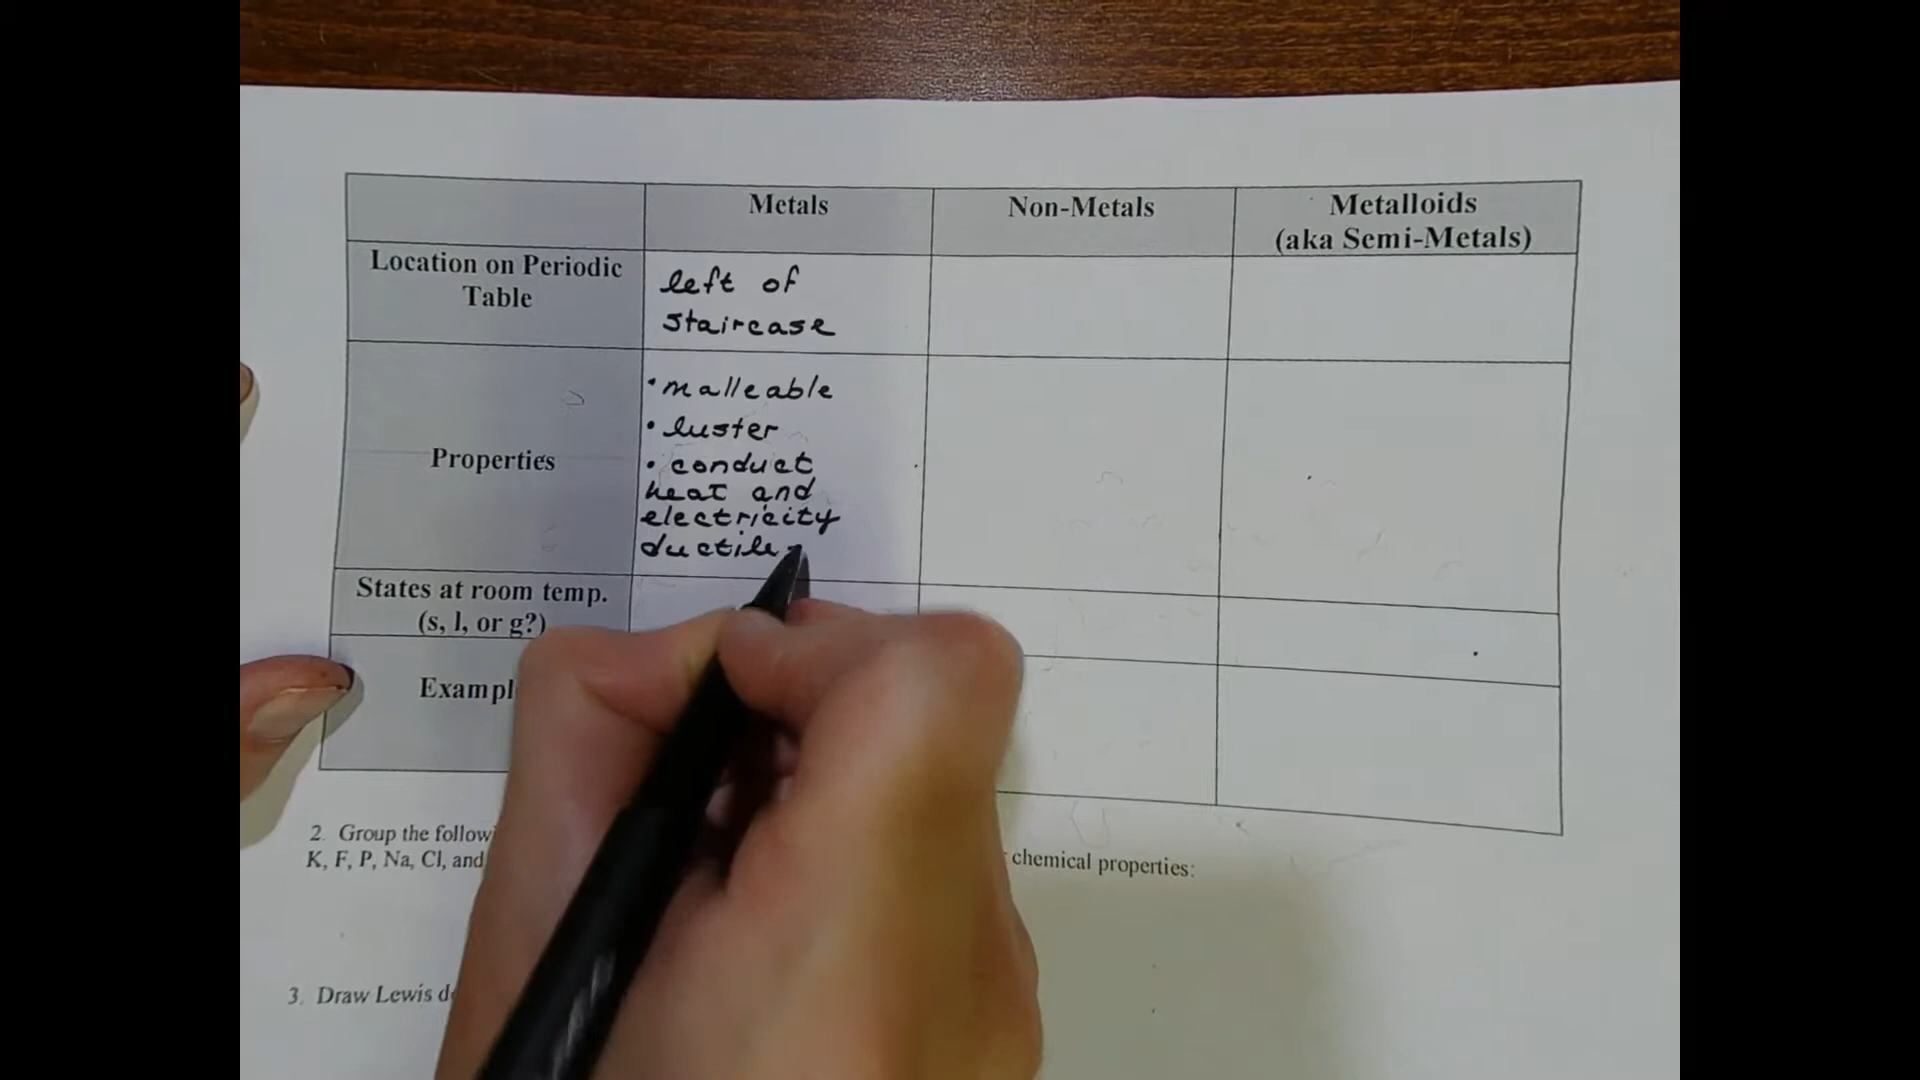 Metals
Non-Metals
Metalloids
(aka Semi-Metals)
Location on Periodic
Table
left of
staircase
Properties
• malleable
• luster
• conduct
heat and
electricity
ductile
States at room temp.
(s, l, or g?)
2. Group the
K, F, P, Na, Cl, and
chemical properties:
3. Draw Lewis